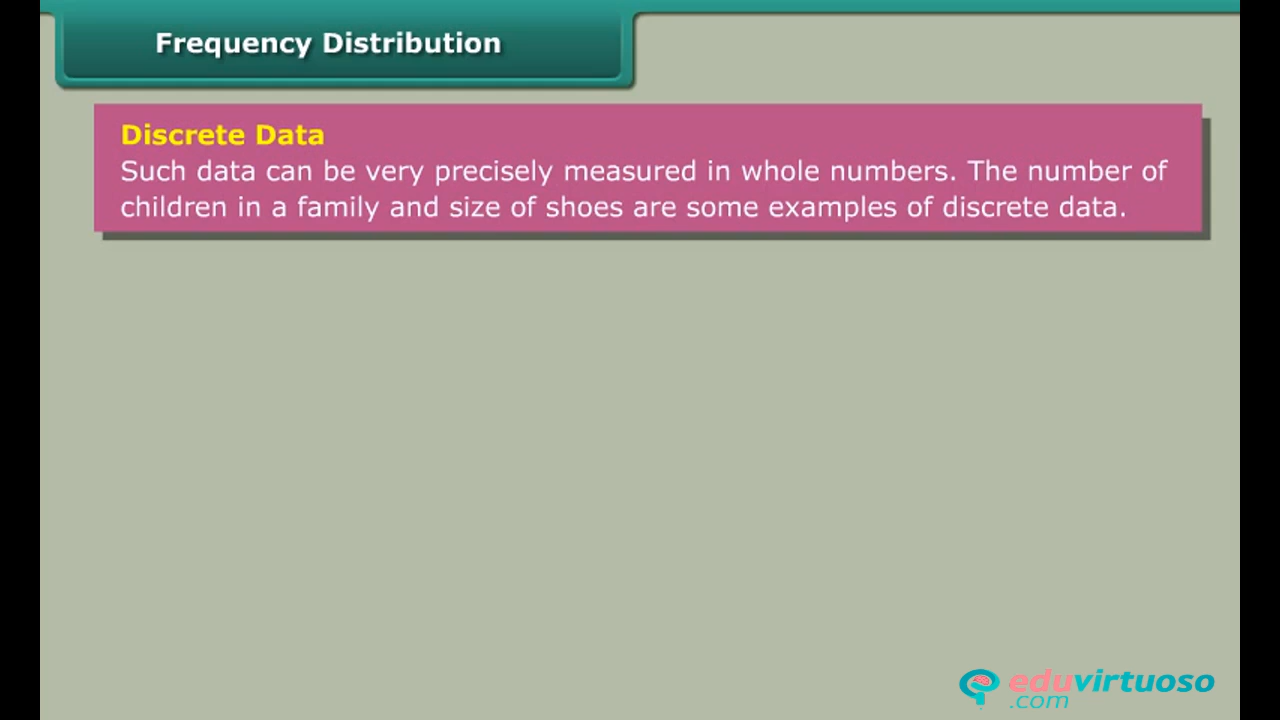 Frequency Distribution
Discrete Data
Such data can be very precisely measured in whole numbers. The number of
children in a family and size of shoes are some examples of discrete data.
eduvirtuoso
.com